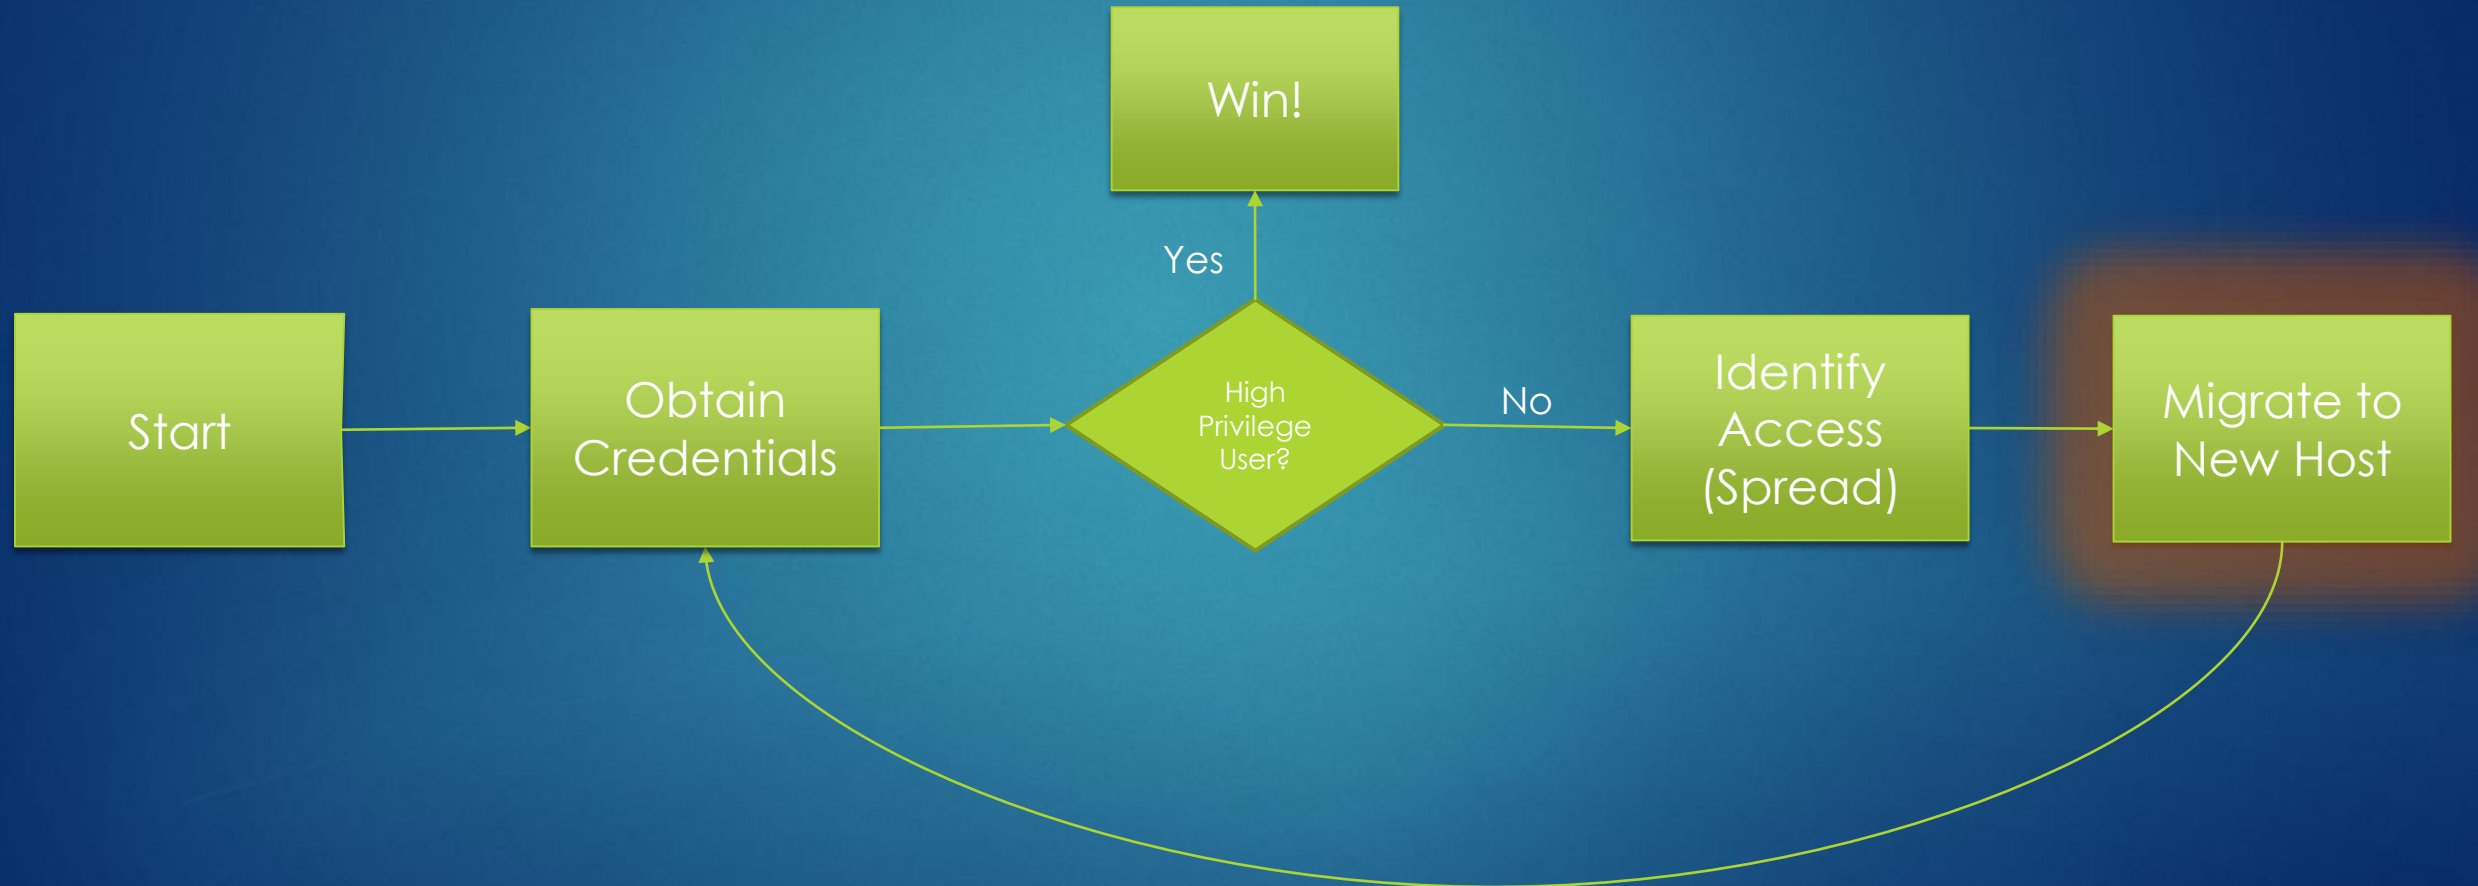 Win!
Yes
Start
Obtain
Credentials
High
Privilege
User?
No
Identify
Access
(Spread)
Migrate to
New Host